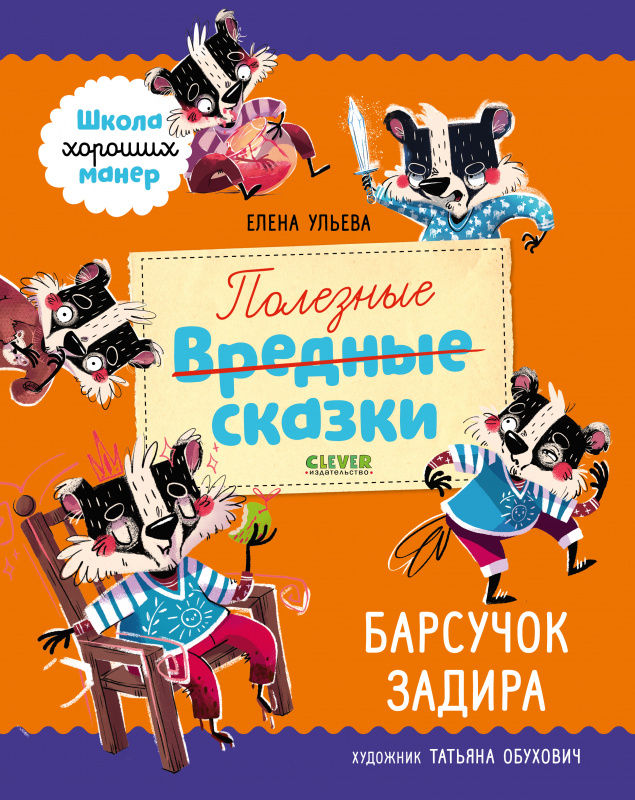 Школа
хороших
манер
ЕЛЕНА УЛЬЕВА
Полезные
Вредные
сказки
CLEVER
ИЗДАТЕЛЬСТВО
БАРСУЧОК
ЗАДИРА
ХУДОЖНИК ТАТЬЯНА ОБУХОВИЧ